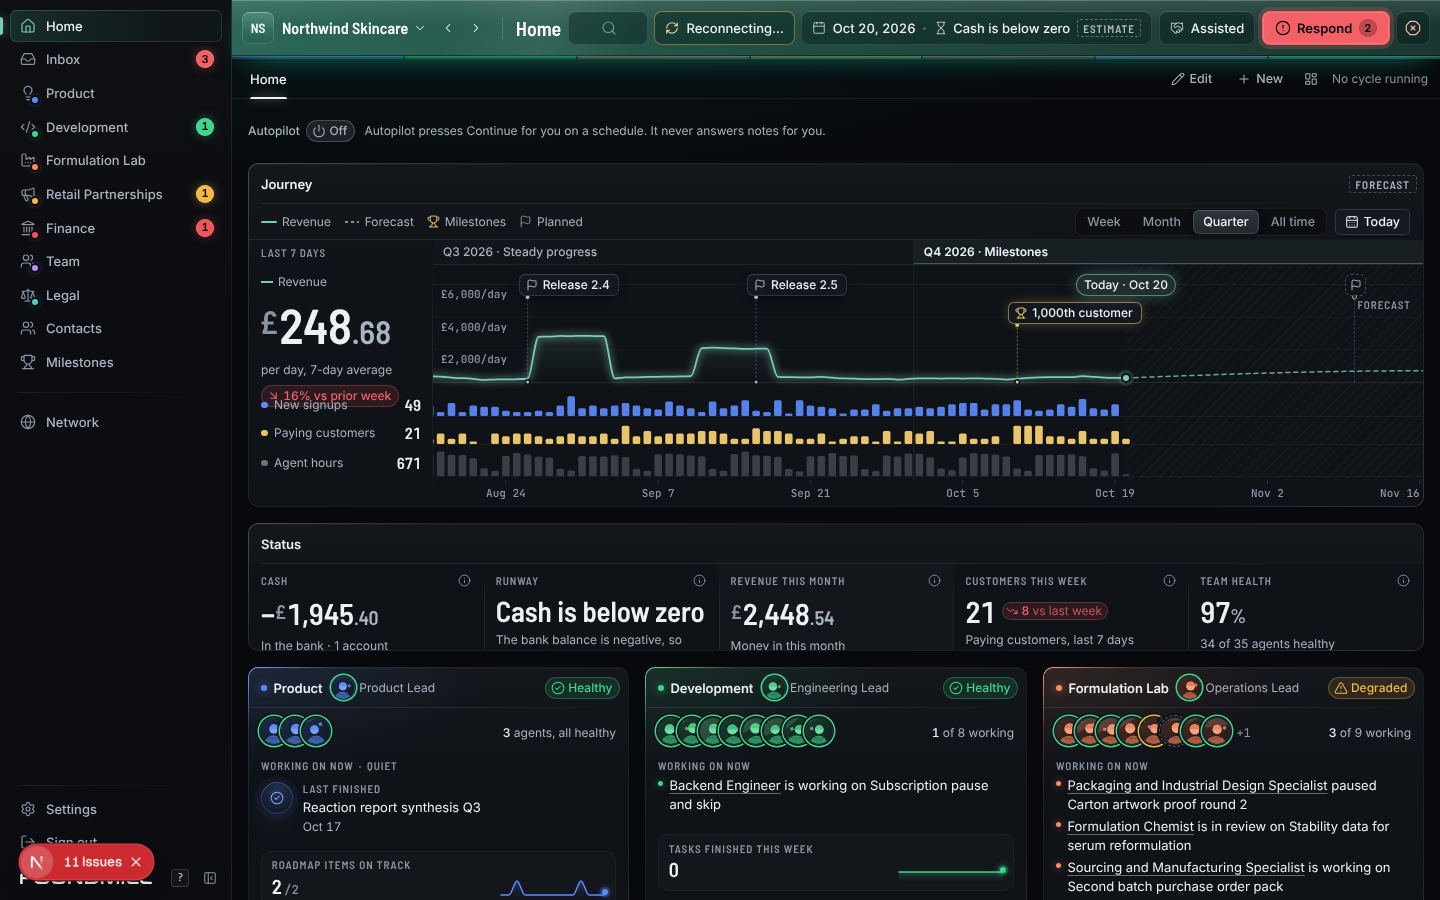 Home
Inbox 3
Product
Development 1
Formulation Lab
Retail Partnerships 1
Finance 1
Team
Legal
Contacts
Milestones
Network
Settings
Sign out
N 11 Issues
?
NS Northwind Skincare
Home
Reconnecting...
Oct 20, 2026 · Cash is below zero ESTIMATE
Assisted
Respond 2
Home
Edit
New
No cycle running
Autopilot Off Autopilot presses Continue for you on a schedule. It never answers notes for you.
Journey
FORECAST
Revenue Forecast Milestones Planned
Week Month Quarter All time Today
LAST 7 DAYS
Revenue
£248.68
per day, 7-day average
16% vs prior week
New signups 49
Paying customers 21
Agent hours 671
Q3 2026 · Steady progress
Q4 2026 · Milestones
£6,000/day
£4,000/day
£2,000/day
Release 2.4
Release 2.5
Today · Oct 20
1,000th customer
FORECAST
Aug 24 Sep 7 Sep 21 Oct 5 Oct 19 Nov 2 Nov 16
Status
CASH
−£1,945.40
In the bank · 1 account
RUNWAY
Cash is below zero
The bank balance is negative, so
REVENUE THIS MONTH
£2,448.54
Money in this month
CUSTOMERS THIS WEEK
21 8 vs last week
Paying customers, last 7 days
TEAM HEALTH
97%
34 of 35 agents healthy
Product Product Lead Healthy
3 agents, all healthy
WORKING ON NOW · QUIET
LAST FINISHED
Reaction report synthesis Q3
Oct 17
ROADMAP ITEMS ON TRACK
2/2
Development Engineering Lead Healthy
1 of 8 working
WORKING ON NOW
Backend Engineer is working on Subscription pause
and skip
TASKS FINISHED THIS WEEK
0
Formulation Lab Operations Lead Degraded
+1 3 of 9 working
WORKING ON NOW
Packaging and Industrial Design Specialist paused
Carton artwork proof round 2
Formulation Chemist is in review on Stability data for
serum reformulation
Sourcing and Manufacturing Specialist is working on
Second batch purchase order pack